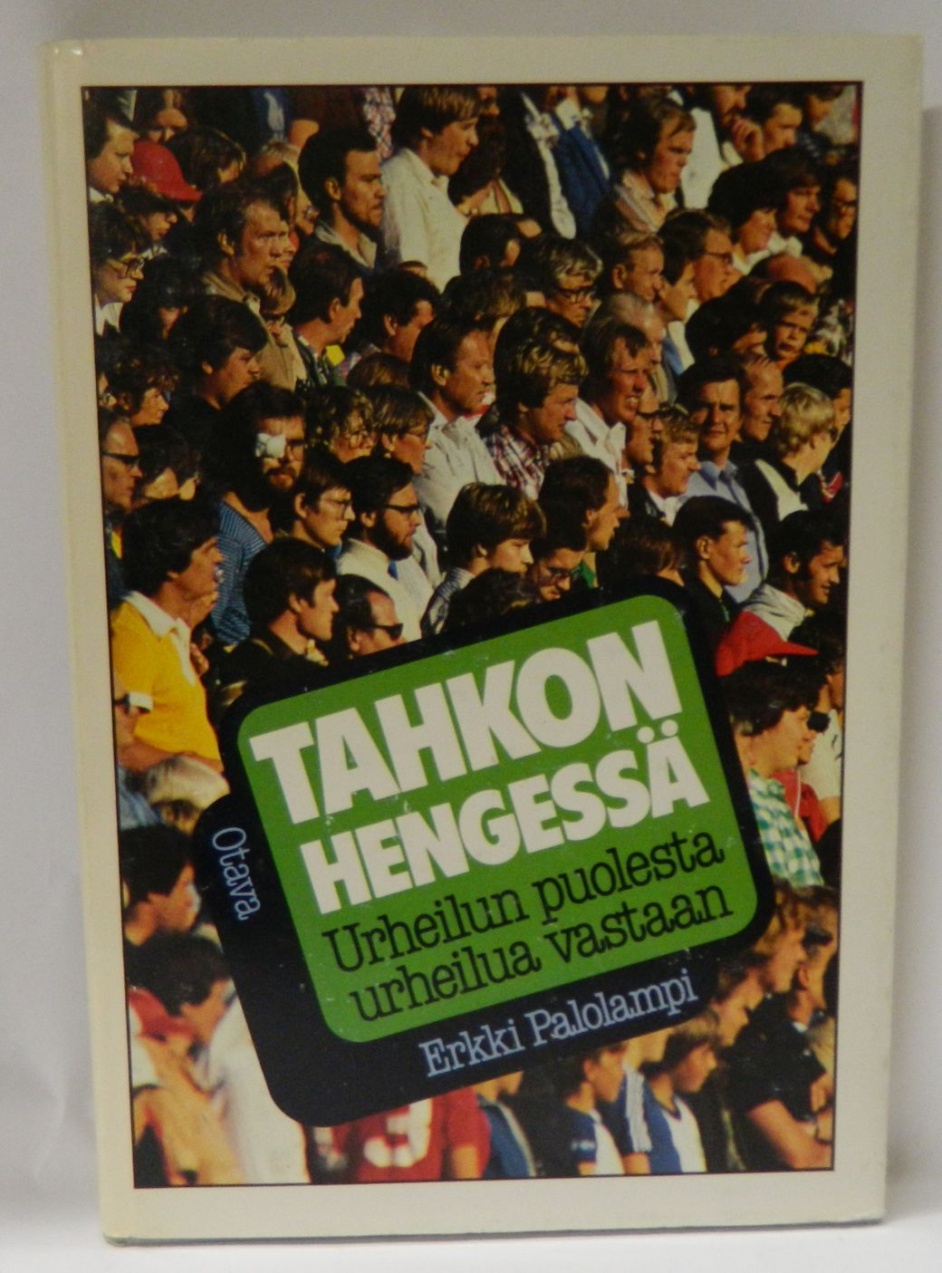 TAHKON
HENGESSÄ
Urheilun puolesta
urheilua vastaan
Erkki Palolampi
Otava